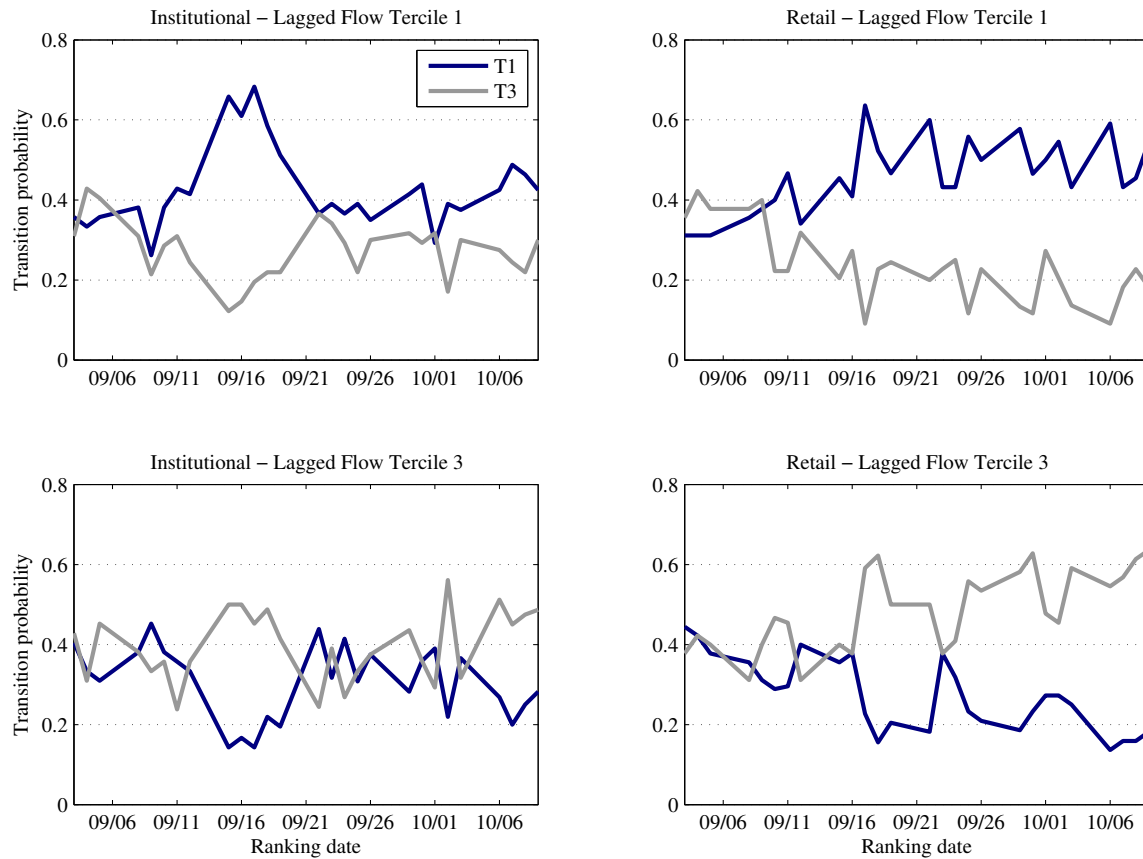 Institutional − Lagged Flow Tercile 1
Retail − Lagged Flow Tercile 1
0.8
0.6
0.4
0.2
0
Transition probability
T1
T3
09/06 09/11 09/16 09/21 09/26 10/01 10/06
0.8
0.6
0.4
0.2
0
09/06 09/11 09/16 09/21 09/26 10/01 10/06
Institutional − Lagged Flow Tercile 3
Retail − Lagged Flow Tercile 3
0.8
0.6
0.4
0.2
0
Transition probability
09/06 09/11 09/16 09/21 09/26 10/01 10/06
Ranking date
0.8
0.6
0.4
0.2
0
09/06 09/11 09/16 09/21 09/26 10/01 10/06
Ranking date